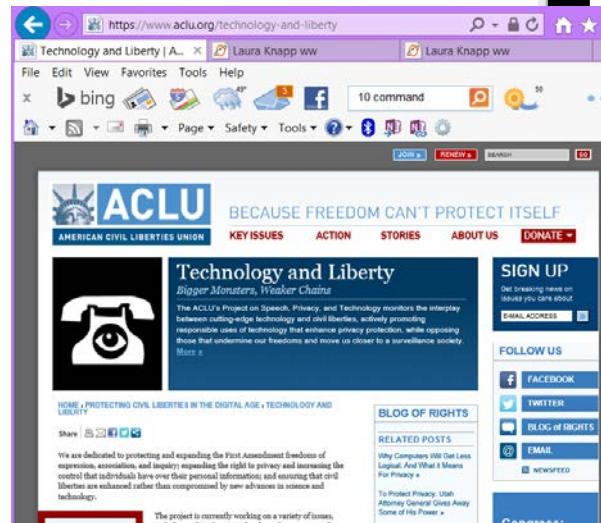 https://www.aclu.org/technology-and-liberty
Technology and Liberty | A...
Laura Knapp ww
Laura Knapp ww
File Edit View Favorites Tools Help
x bing 49° 3 10 command 50
Page Safety Tools
JOIN » RENEW » SEARCH GO
ACLU
AMERICAN CIVIL LIBERTIES UNION
BECAUSE FREEDOM CAN'T PROTECT ITSELF
KEY ISSUES ACTION STORIES ABOUT US DONATE
Technology and Liberty
Bigger Monsters, Weaker Chains
The ACLU's Project on Speech, Privacy, and Technology monitors the interplay
between cutting-edge technology and civil liberties, actively promoting
responsible uses of technology that enhance privacy protection, while opposing
those that undermine our freedoms and move us closer to a surveillance society.
More »
SIGN UP
Get breaking news on
issues you care about
E-MAIL ADDRESS
FOLLOW US
FACEBOOK
TWITTER
BLOG of RIGHTS
EMAIL
NEWSFEED
HOME » PROTECTING CIVIL LIBERTIES IN THE DIGITAL AGE » TECHNOLOGY AND
LIBERTY
Share
We are dedicated to protecting and expanding the First Amendment freedoms of
expression, association, and inquiry; expanding the right to privacy and increasing the
control that individuals have over their personal information; and ensuring that civil
liberties are enhanced rather than compromised by new advances in science and
technology.
The project is currently working on a variety of issues,
BLOG OF RIGHTS
RELATED POSTS
Why Computers Will Get Less
Logical, And What it Means
For Privacy »
To Protect Privacy, Utah
Attorney General Gives Away
Some of His Power »
Congress: